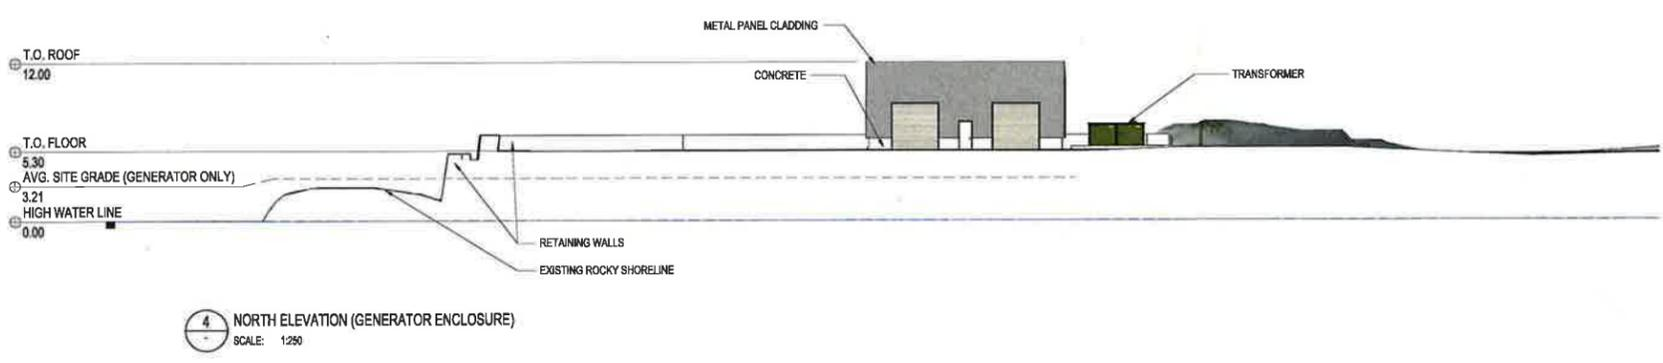 METAL PANEL CLADDING
T.O. ROOF
12.00
CONCRETE
TRANSFORMER
T.O. FLOOR
5.30
AVG. SITE GRADE (GENERATOR ONLY)
3.21
HIGH WATER LINE
0.00
RETAINING WALLS
EXISTING ROCKY SHORELINE
4
-
NORTH ELEVATION (GENERATOR ENCLOSURE)
SCALE: 1:250